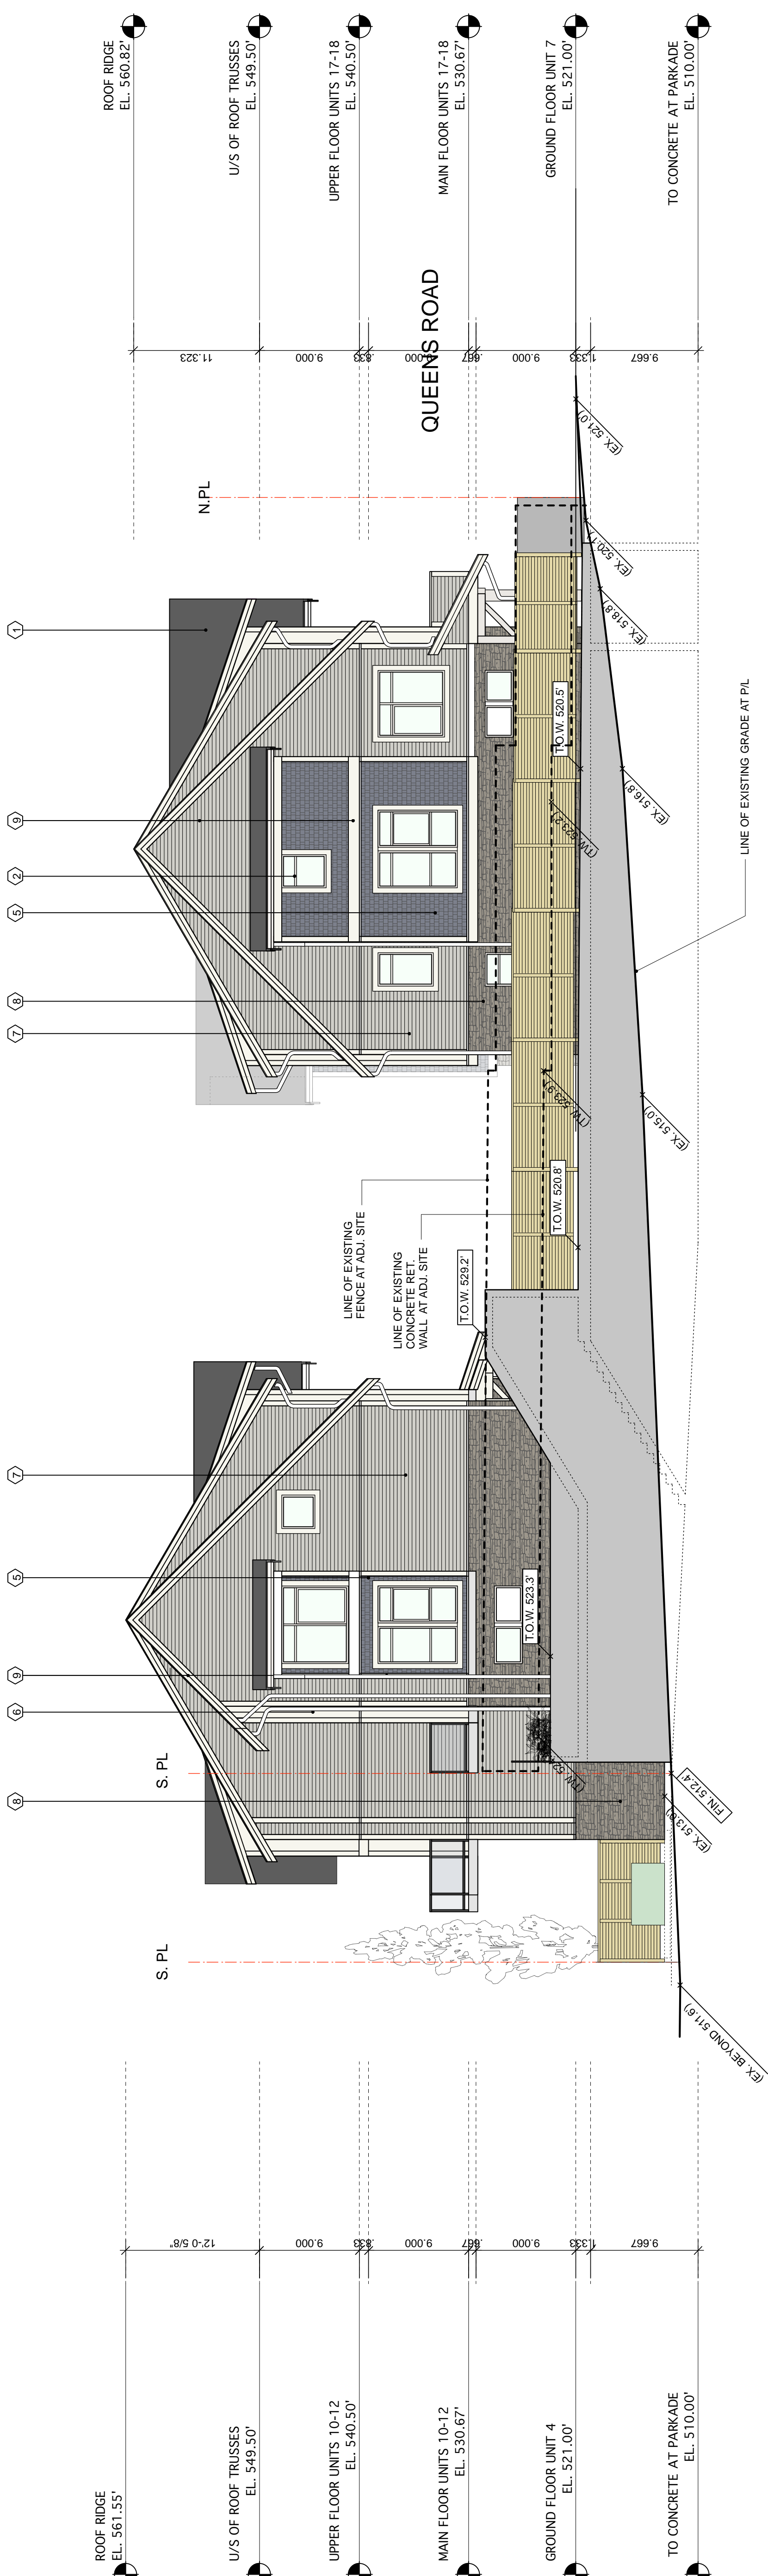 ROOF RIDGE
EL. 560.82'
U/S OF ROOF TRUSSES
EL. 549.50'
UPPER FLOOR UNITS 17-18
EL. 540.50'
MAIN FLOOR UNITS 17-18
EL. 530.67'
GROUND FLOOR UNIT 7
EL. 521.00'
TO CONCRETE AT PARKADE
EL. 510.00'
11.323
9.000
.833
9.000
.667
9.000
1.333
9.667
QUEENS ROAD
N.PL
(EX. 521.0')
(EX. 520.1')
(EX. 518.8')
(EX. 516.8')
(EX. 515.0')
1
9
2
5
8
7
T.O.W. 520.5'
(TW. 523.2')
(TW. 523.9')
T.O.W. 520.8'
LINE OF EXISTING GRADE AT P/L
LINE OF EXISTING
FENCE AT ADJ. SITE
LINE OF EXISTING
CONCRETE RET.
WALL AT ADJ. SITE
T.O.W. 529.2'
7
5
9
6
8
T.O.W. 523.3'
S. PL
S. PL
FIN. 512.4'
(EX. 513.0')
(EX. BEYOND 511.6')
12'-0 5/8"
9.000
.833
9.000
.667
9.000
1.333
9.667
ROOF RIDGE
EL. 561.55'
U/S OF ROOF TRUSSES
EL. 549.50'
UPPER FLOOR UNITS 10-12
EL. 540.50'
MAIN FLOOR UNITS 10-12
EL. 530.67'
GROUND FLOOR UNIT 4
EL. 521.00'
TO CONCRETE AT PARKADE
EL. 510.00'